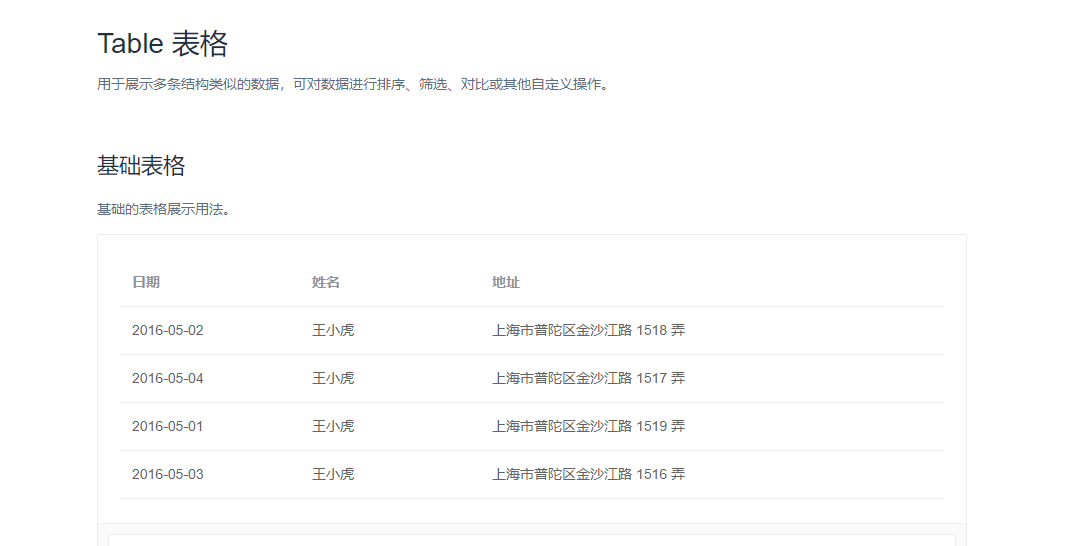 Table 表格
用于展示多条结构类似的数据，可对数据进行排序、筛选、对比或其他自定义操作。
基础表格
基础的表格展示用法。
日期 姓名 地址
2016-05-02 王小虎 上海市普陀区金沙江路 1518 弄
2016-05-04 王小虎 上海市普陀区金沙江路 1517 弄
2016-05-01 王小虎 上海市普陀区金沙江路 1519 弄
2016-05-03 王小虎 上海市普陀区金沙江路 1516 弄